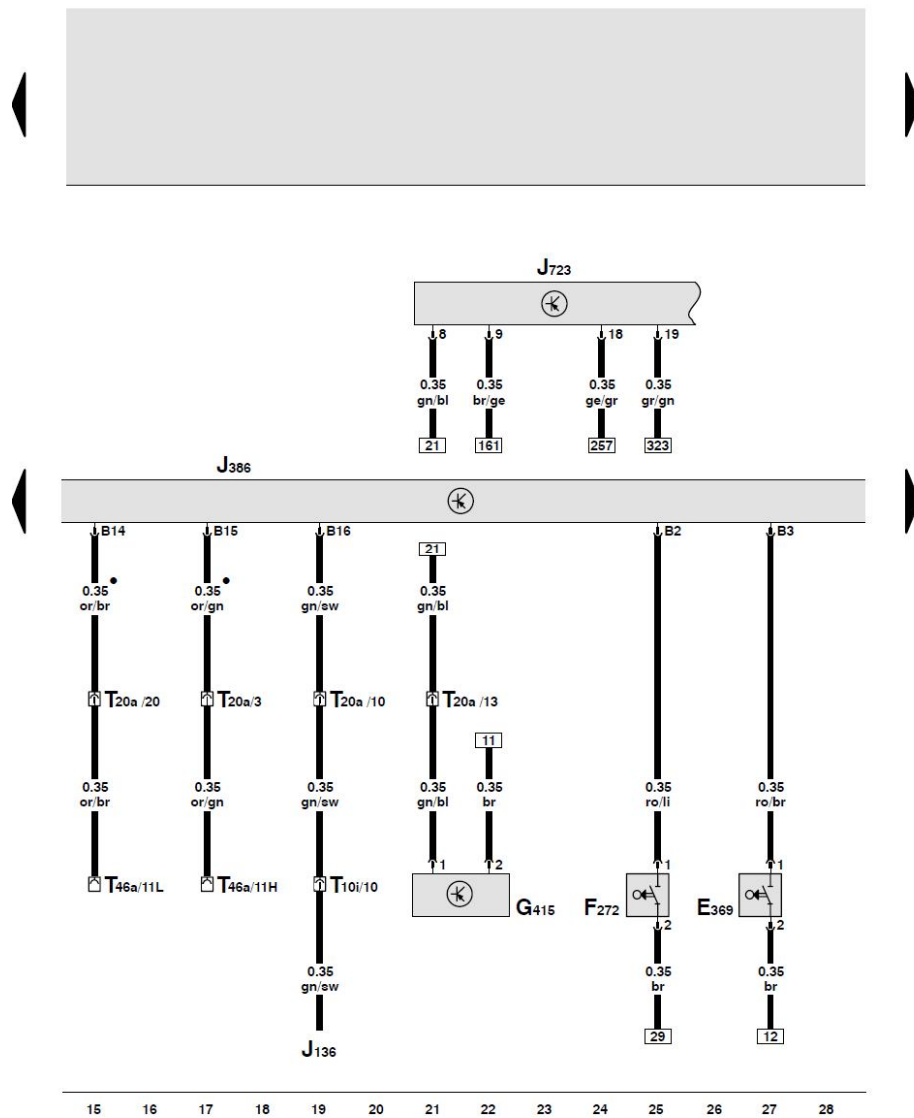 J723
8 9 18 19
0.35 0.35 0.35 0.35
gn/bl br/ge ge/gr gr/gn
21 161 257 323
J386
B14 B15 B16 B2 B3
21
0.35 0.35 0.35 0.35
or/br or/gn gn/sw gn/bl
T20a /20 T20a/3 T20a /10 T20a /13
11
0.35 0.35 0.35 0.35 0.35 0.35 0.35
or/br or/gn gn/sw gn/bl br ro/li ro/br
1 2 1 1
T46a/11L T46a/11H T10i/10 G415 F272 E369
2 2
0.35 0.35 0.35
gn/sw br br
29 12
J136
15 16 17 18 19 20 21 22 23 24 25 26 27 28